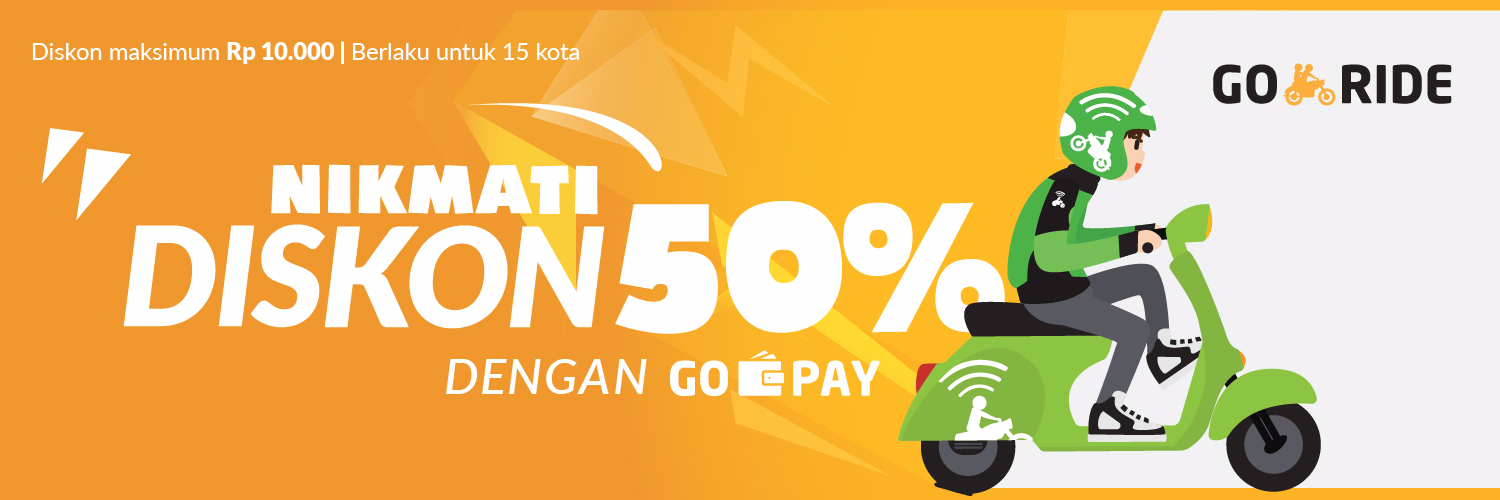 Diskon maksimum Rp 10.000 | Berlaku untuk 15 kota
GO RIDE
NIKMATI
DISKON 50%
DENGAN GO PAY